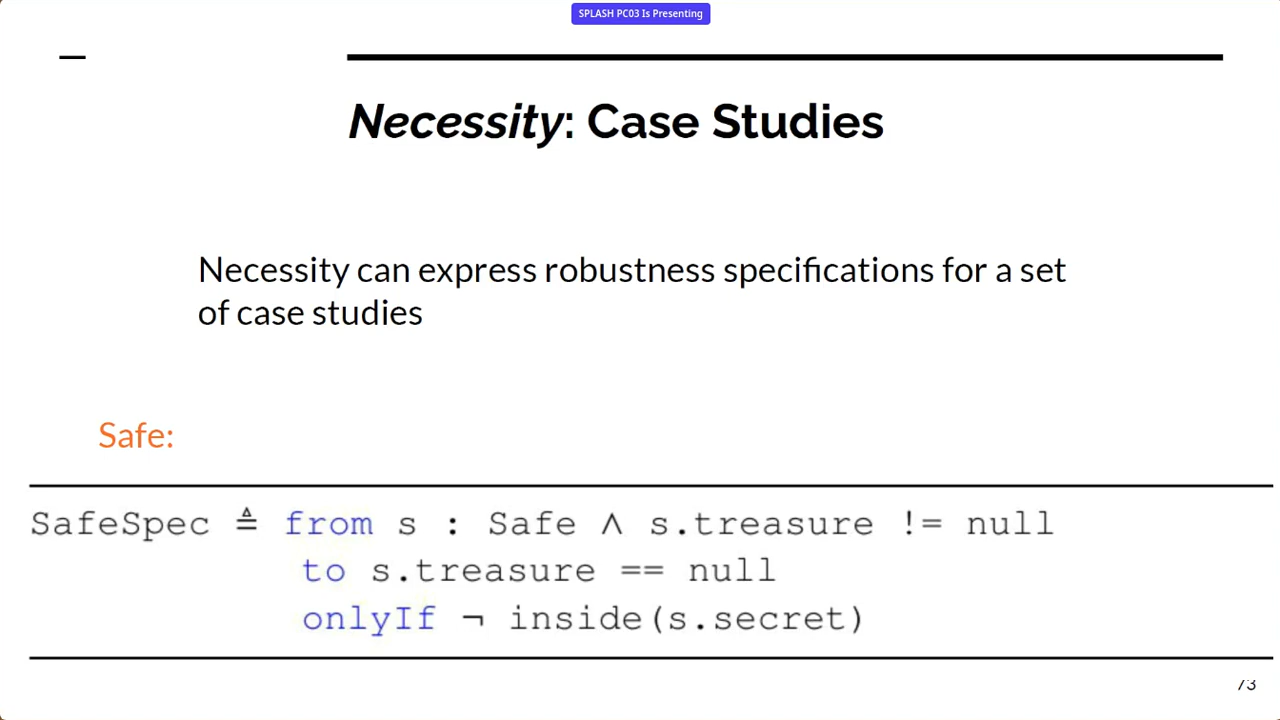 SPLASH PC03 Is Presenting
Necessity: Case Studies
Necessity can express robustness specifications for a set
of case studies
Safe:
SafeSpec ≜ from s : Safe ∧ s.treasure != null
to s.treasure == null
onlyIf ¬ inside(s.secret)
73